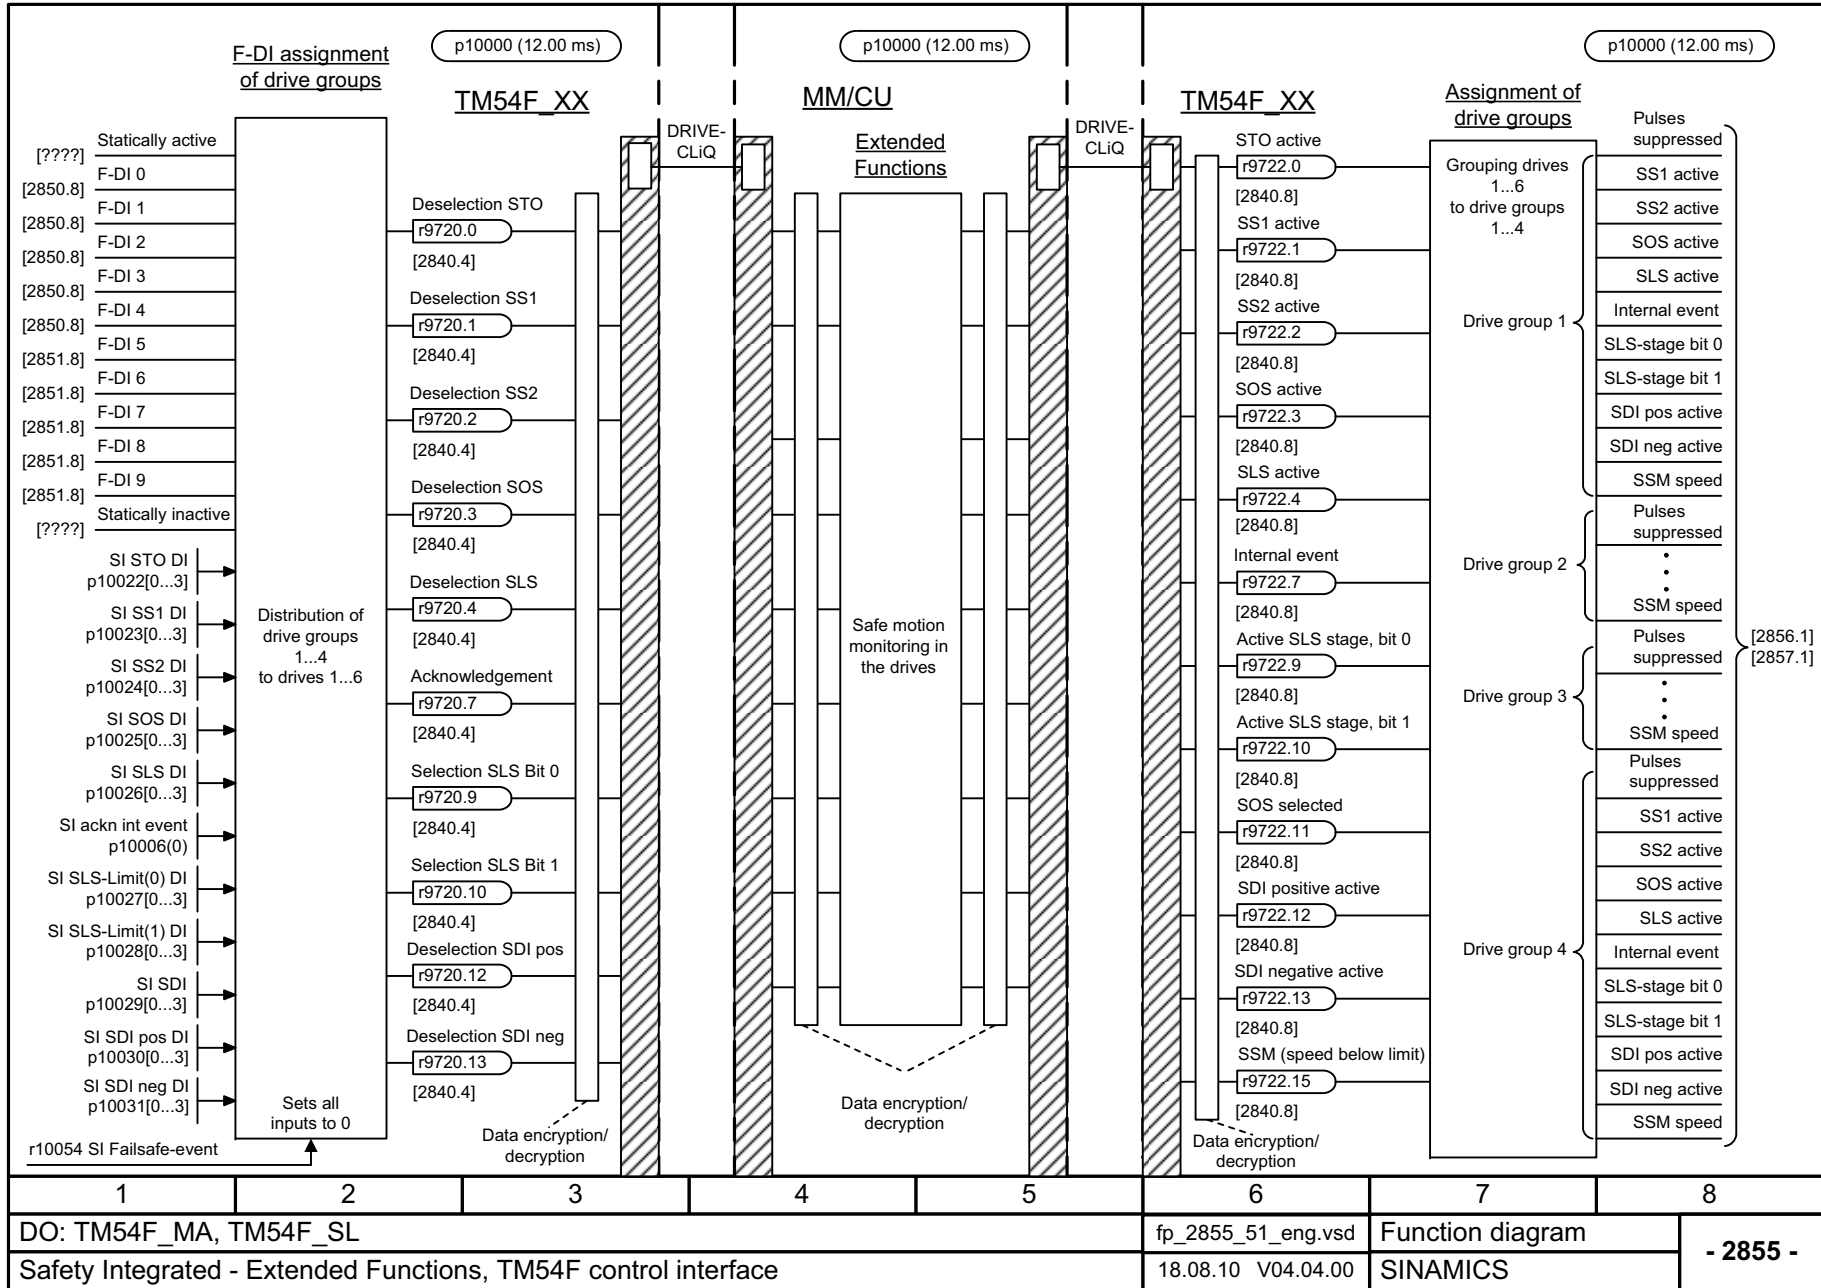 F-DI assignment
of drive groups
p10000 (12.00 ms)
TM54F_XX
Statically active
[????]
F-DI 0
[2850.8]
F-DI 1
[2850.8]
F-DI 2
[2850.8]
F-DI 3
[2850.8]
F-DI 4
[2850.8]
F-DI 5
[2851.8]
F-DI 6
[2851.8]
F-DI 7
[2851.8]
F-DI 8
[2851.8]
F-DI 9
[2851.8]
Statically inactive
[????]
SI STO DI
p10022[0...3]
SI SS1 DI
p10023[0...3]
SI SS2 DI
p10024[0...3]
SI SOS DI
p10025[0...3]
SI SLS DI
p10026[0...3]
SI ackn int event
p10006(0)
SI SLS-Limit(0) DI
p10027[0...3]
SI SLS-Limit(1) DI
p10028[0...3]
SI SDI
p10029[0...3]
SI SDI pos DI
p10030[0...3]
SI SDI neg DI
p10031[0...3]
r10054 SI Failsafe-event
Distribution of
drive groups
1...4
to drives 1...6
Sets all
inputs to 0
Deselection STO
r9720.0
[2840.4]
Deselection SS1
r9720.1
[2840.4]
Deselection SS2
r9720.2
[2840.4]
Deselection SOS
r9720.3
[2840.4]
Deselection SLS
r9720.4
[2840.4]
Acknowledgement
r9720.7
[2840.4]
Selection SLS Bit 0
r9720.9
[2840.4]
Selection SLS Bit 1
r9720.10
[2840.4]
Deselection SDI pos
r9720.12
[2840.4]
Deselection SDI neg
r9720.13
[2840.4]
Data encryption/
decryption
DRIVE-
CLiQ
p10000 (12.00 ms)
MM/CU
Extended
Functions
Safe motion
monitoring in
the drives
Data encryption/
decryption
DRIVE-
CLiQ
p10000 (12.00 ms)
TM54F_XX
STO active
r9722.0
[2840.8]
SS1 active
r9722.1
[2840.8]
SS2 active
r9722.2
[2840.8]
SOS active
r9722.3
[2840.8]
SLS active
r9722.4
[2840.8]
Internal event
r9722.7
[2840.8]
Active SLS stage, bit 0
r9722.9
[2840.8]
Active SLS stage, bit 1
r9722.10
[2840.8]
SOS selected
r9722.11
[2840.8]
SDI positive active
r9722.12
[2840.8]
SDI negative active
r9722.13
[2840.8]
SSM (speed below limit)
r9722.15
[2840.8]
Data encryption/
decryption
Assignment of
drive groups
Grouping drives
1...6
to drive groups
1...4
Drive group 1
Pulses
suppressed
SS1 active
SS2 active
SOS active
SLS active
Internal event
SLS-stage bit 0
SLS-stage bit 1
SDI pos active
SDI neg active
SSM speed
Drive group 2
Pulses
suppressed
SSM speed
Drive group 3
Pulses
suppressed
SSM speed
Drive group 4
Pulses
suppressed
SS1 active
SS2 active
SOS active
SLS active
Internal event
SLS-stage bit 0
SLS-stage bit 1
SDI pos active
SDI neg active
SSM speed
[2856.1]
[2857.1]
1 2 3 4 5 6 7 8
DO: TM54F_MA, TM54F_SL
fp_2855_51_eng.vsd
Function diagram
- 2855 -
Safety Integrated - Extended Functions, TM54F control interface
18.08.10 V04.04.00
SINAMICS